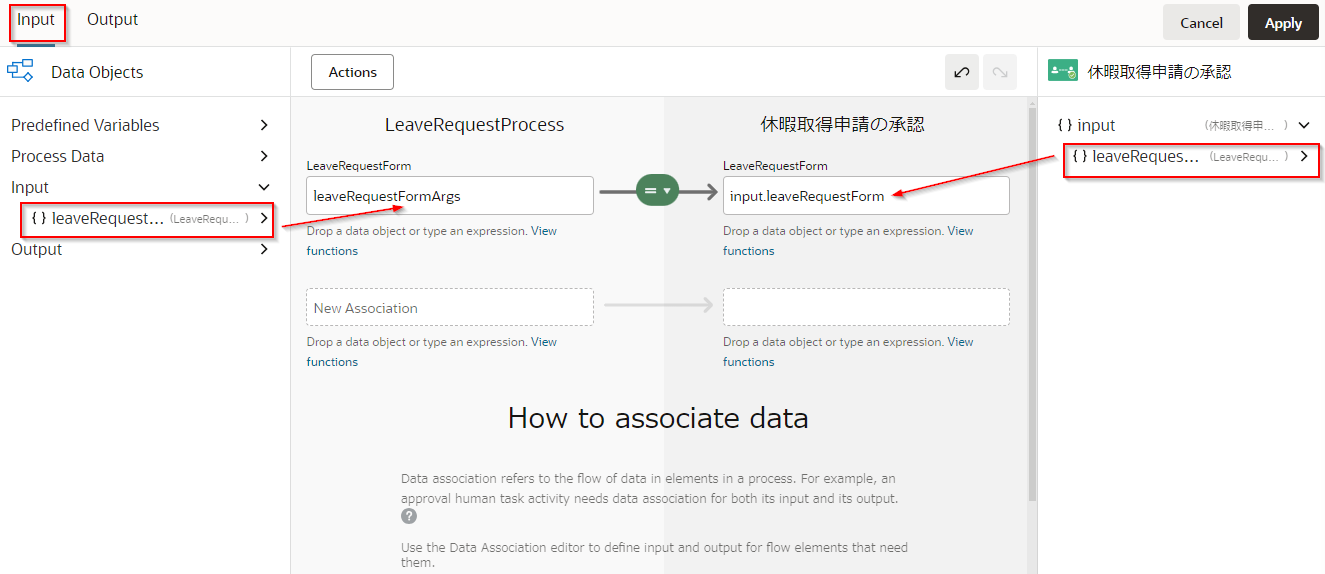 Input
Output
Cancel
Apply
Data Objects
Actions
休暇取得申請の承認
Predefined Variables
Process Data
Input
{ } leaveRequest... (LeaveRequ... )
Output
LeaveRequestProcess
休暇取得申請の承認
LeaveRequestForm
leaveRequestFormArgs
Drop a data object or type an expression. View
functions
=
LeaveRequestForm
input.leaveRequestForm
Drop a data object or type an expression. View
functions
New Association
Drop a data object or type an expression. View
functions
Drop a data object or type an expression. View
functions
How to associate data
Data association refers to the flow of data in elements in a process. For example, an
approval human task activity needs data association for both its input and its output.
?
Use the Data Association editor to define input and output for flow elements that need
them.
{ } input (休暇取得申... )
{ } leaveReques... (LeaveRequ... )